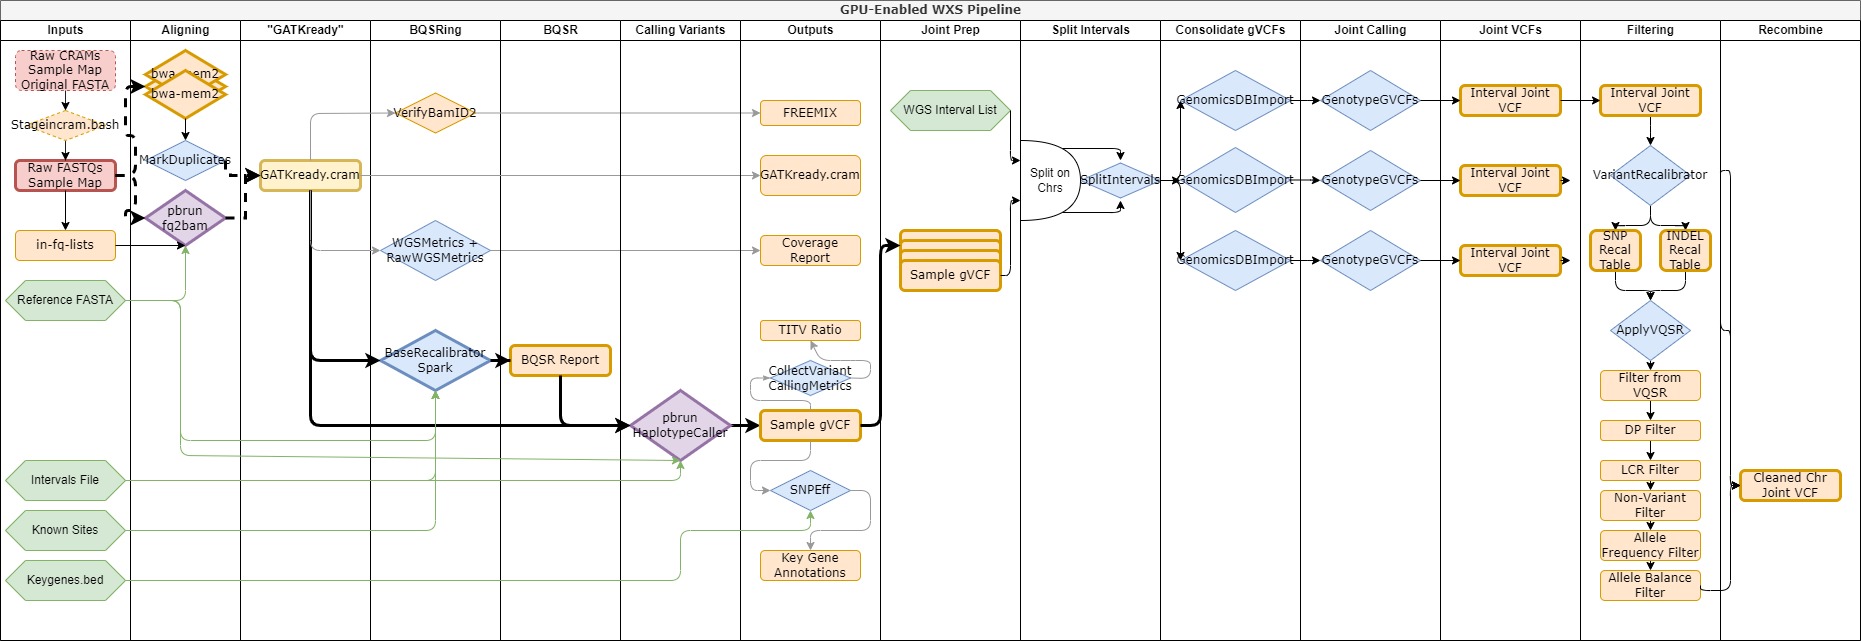 GPU-Enabled WXS Pipeline
Inputs
Aligning
"GATKready"
BQSRing
BQSR
Calling Variants
Outputs
Joint Prep
Split Intervals
Consolidate gVCFs
Joint Calling
Joint VCFs
Filtering
Recombine
Raw CRAMs
Sample Map
Original FASTA
Stageincram.bash
Raw FASTQs
Sample Map
in-fq-lists
Reference FASTA
Intervals File
Known Sites
Keygenes.bed
bwa-mem2
bwa-mem2
MarkDuplicates
pbrun
fq2bam
GATKready.cram
VerifyBamID2
WGSMetrics +
RawWGSMetrics
BaseRecalibrator
Spark
BQSR Report
pbrun
HaplotypeCaller
FREEMIX
GATKready.cram
Coverage
Report
TITV Ratio
CollectVariant
CallingMetrics
Sample gVCF
SNPEff
Key Gene
Annotations
WGS Interval List
Sample gVCF
Split on
Chrs
SplitIntervals
GenomicsDBImport
GenomicsDBImport
GenomicsDBImport
GenotypeGVCFs
GenotypeGVCFs
GenotypeGVCFs
Interval Joint
VCF
Interval Joint
VCF
Interval Joint
VCF
Interval Joint
VCF
VariantRecalibrator
SNP
Recal
Table
INDEL
Recal
Table
ApplyVQSR
Filter from
VQSR
DP Filter
LCR Filter
Non-Variant
Filter
Allele
Frequency Filter
Allele Balance
Filter
Cleaned Chr
Joint VCF